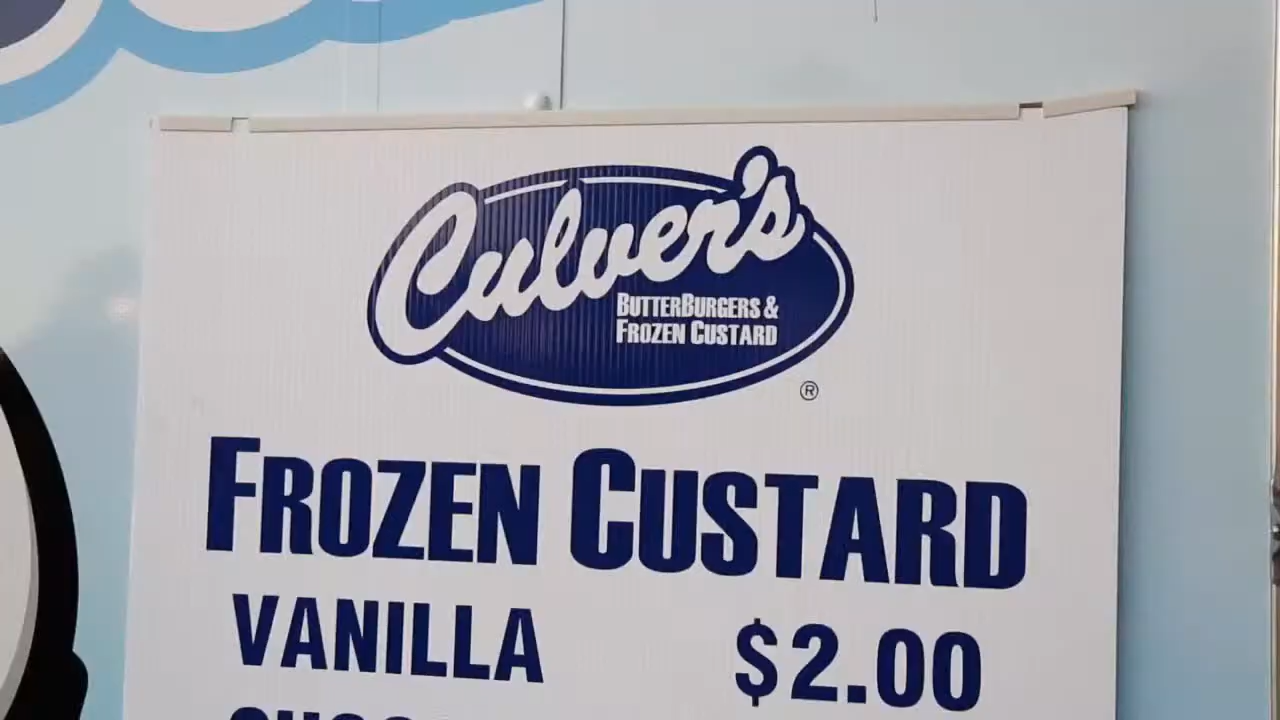 Culver's
BUTTERBURGERS &
FROZEN CUSTARD
®
FROZEN CUSTARD
VANILLA $2.00